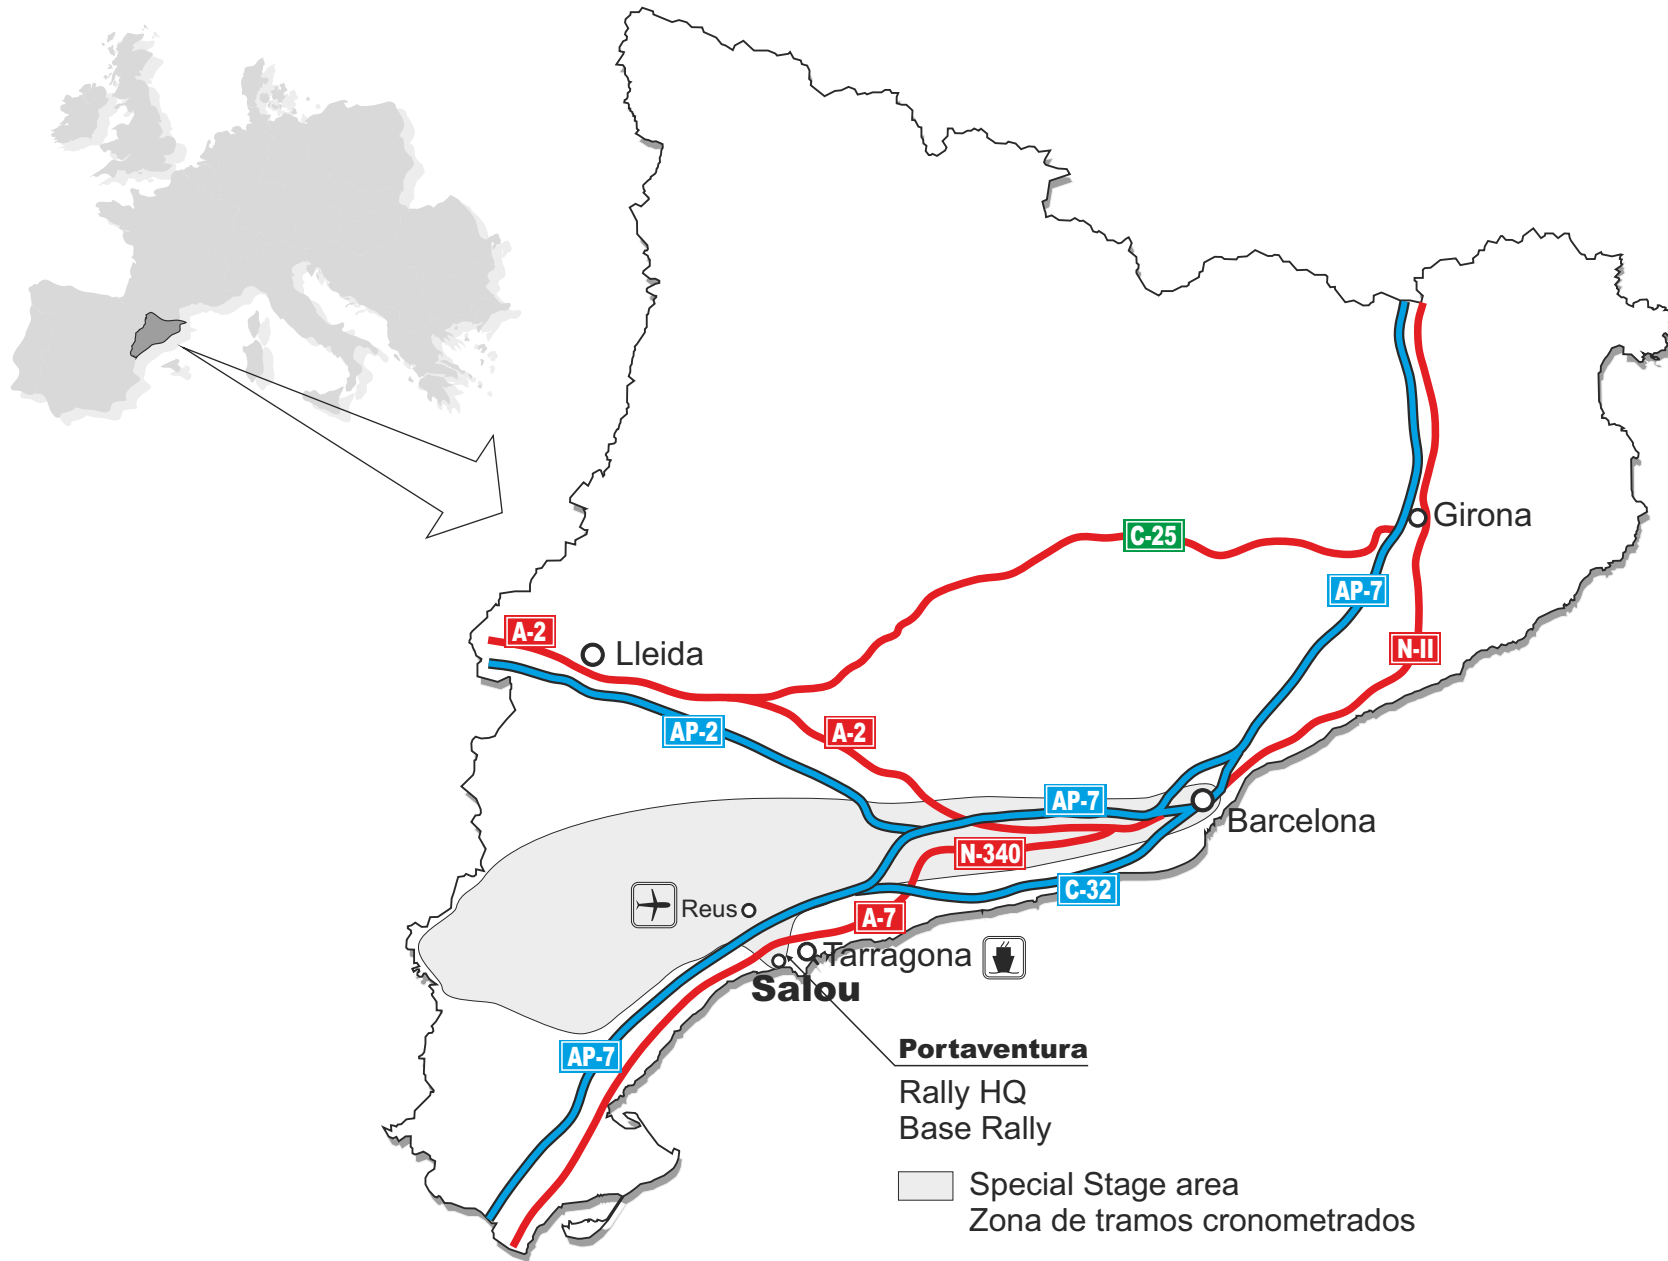 C-25
Girona
AP-7
A-2
Lleida
N-II
AP-2
A-2
AP-7
Barcelona
N-340
C-32
Reus
A-7
Tarragona
Salou
Portaventura
AP-7
Rally HQ
Base Rally
Special Stage area
Zona de tramos cronometrados